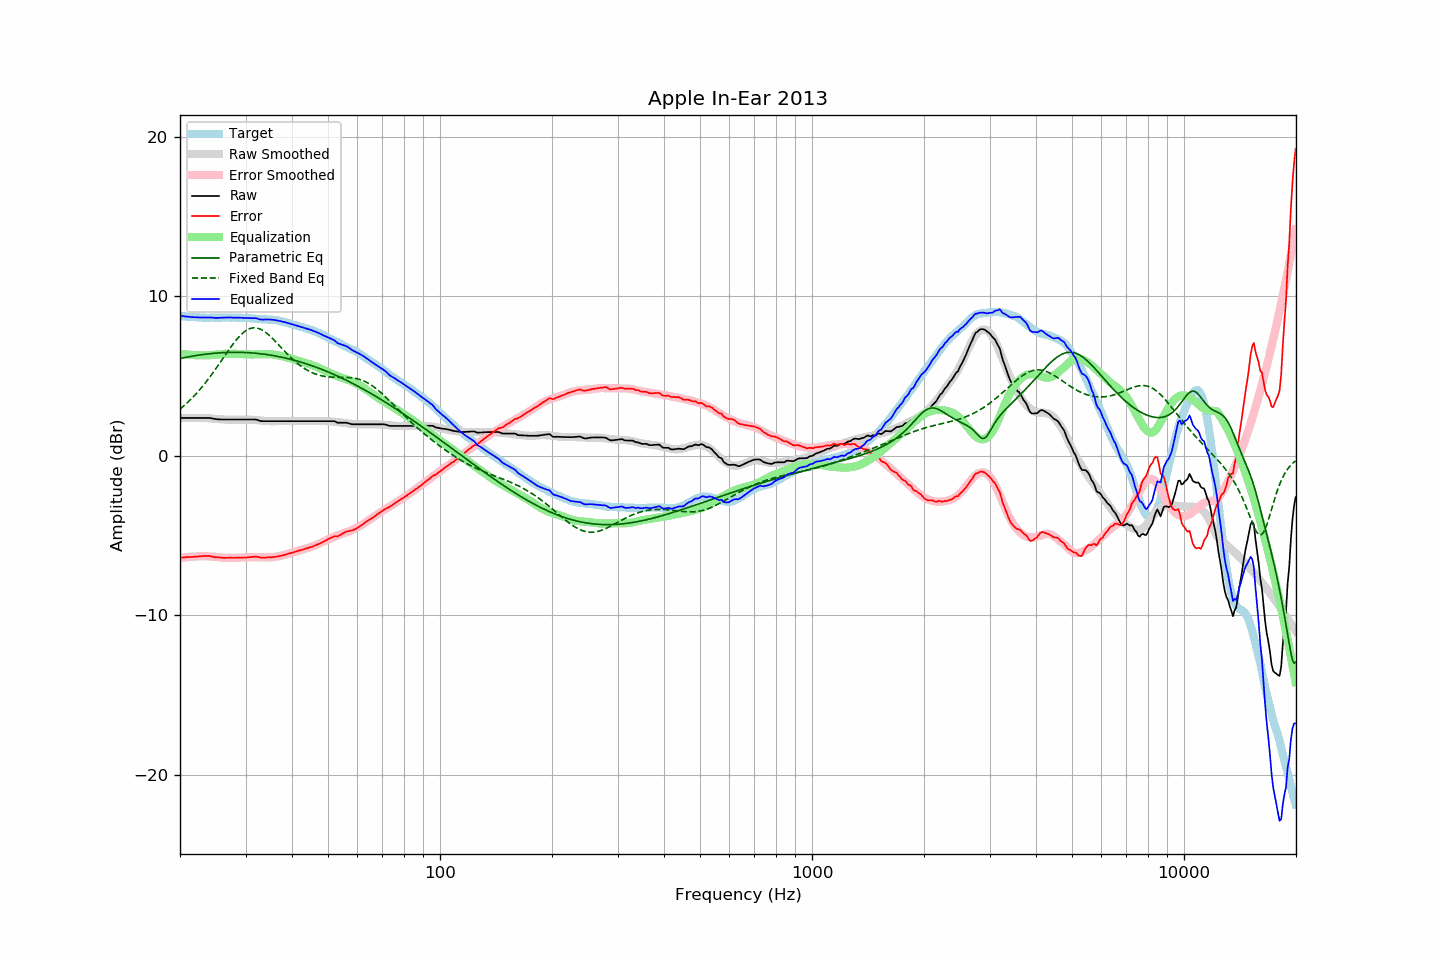 Apple In-Ear 2013
Target
Raw Smoothed
Error Smoothed
Raw
Error
Equalization
Parametric Eq
Fixed Band Eq
Equalized
20
10
0
−10
−20
Amplitude (dBr)
100
1000
10000
Frequency (Hz)